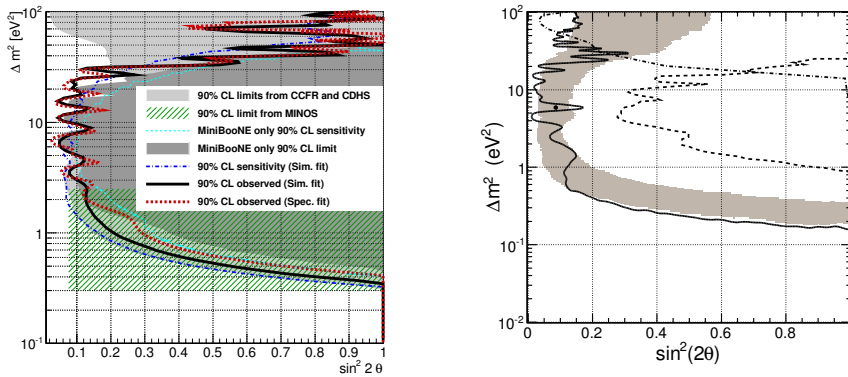 10²
Δ m² [eV²]
10
1
10⁻¹
0.1 0.2 0.3 0.4 0.5 0.6 0.7 0.8 0.9 1
sin² 2 θ
90% CL limits from CCFR and CDHS
90% CL limit from MINOS
MiniBooNE only 90% CL sensitivity
MiniBooNE only 90% CL limit
90% CL sensitivity (Sim. fit)
90% CL observed (Sim. fit)
90% CL observed (Spec. fit)
10²
Δm² (eV²)
10
1
10⁻¹
10⁻²
0 0.2 0.4 0.6 0.8
sin²(2θ)